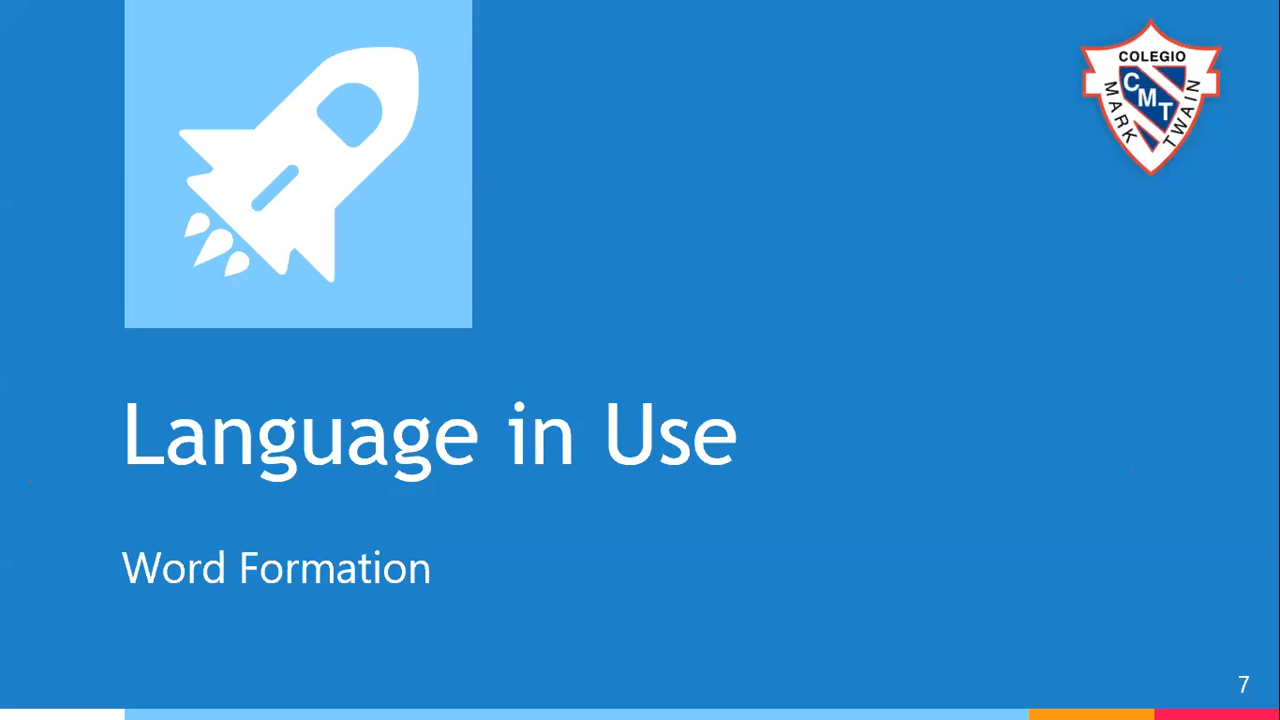 COLEGIO
MARK
CMT
TWAIN
Language in Use
Word Formation
7